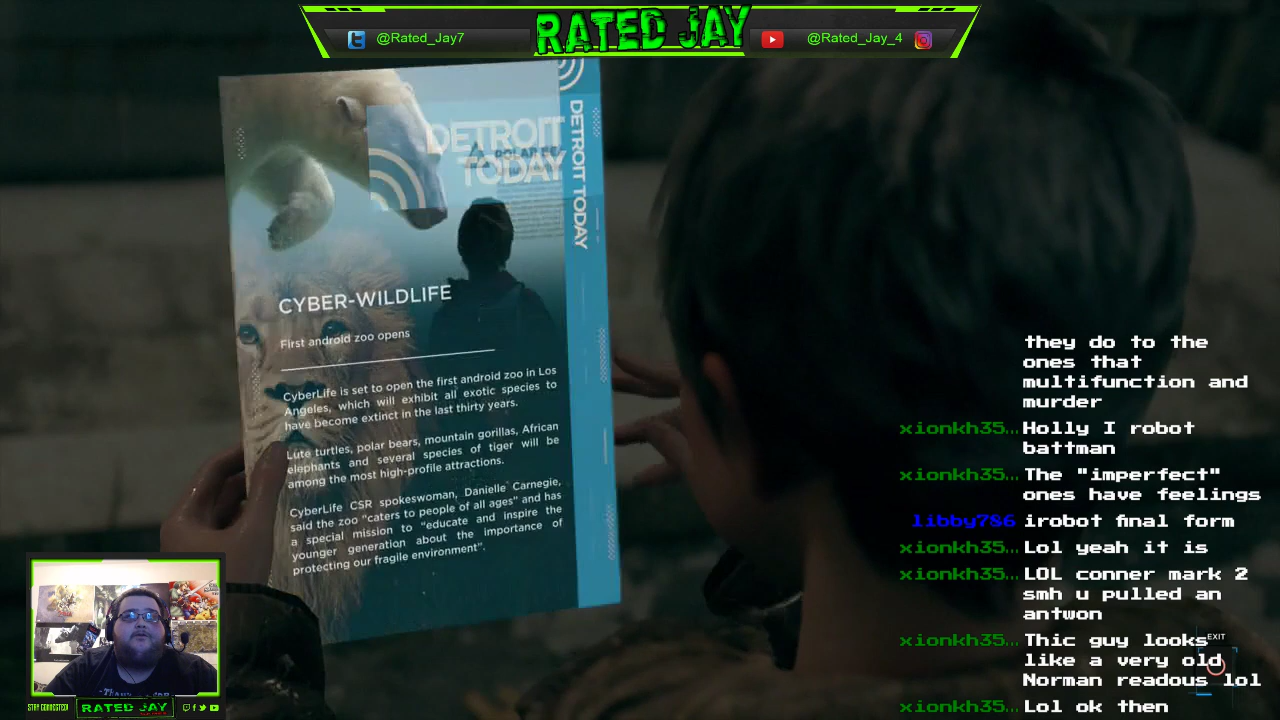 RATED JAY
@Rated_Jay7
@Rated_Jay_4
DETROIT
TODAY
DETROIT TODAY
CYBER-WILDLIFE
First android zoo opens
CyberLife is set to open the first android zoo in Los
Angeles, which will exhibit all exotic species to
have become extinct in the last thirty years.
Lute turtles, polar bears, mountain gorillas, African
elephants and several species of tiger will be
among the most high-profile attractions.
CyberLife CSR spokeswoman, Danielle Carnegie,
said the zoo "caters to people of all ages" and has
a special mission to "educate and inspire the
younger generation about the importance of
protecting our fragile environment".
they do to the
ones that
multifunction and
murder
xionkh35... Holly I robot
battman
xionkh35... The "imperfect"
ones have feelings
libby786 irobot final form
xionkh35... Lol yeah it is
xionkh35... LOL conner mark 2
smh u pulled an
antwon
xionkh35... Thic guy looks
like a very old
Norman readous lol
xionkh35... Lol ok then
EXIT
STAY CONNECTED!
RATED JAY